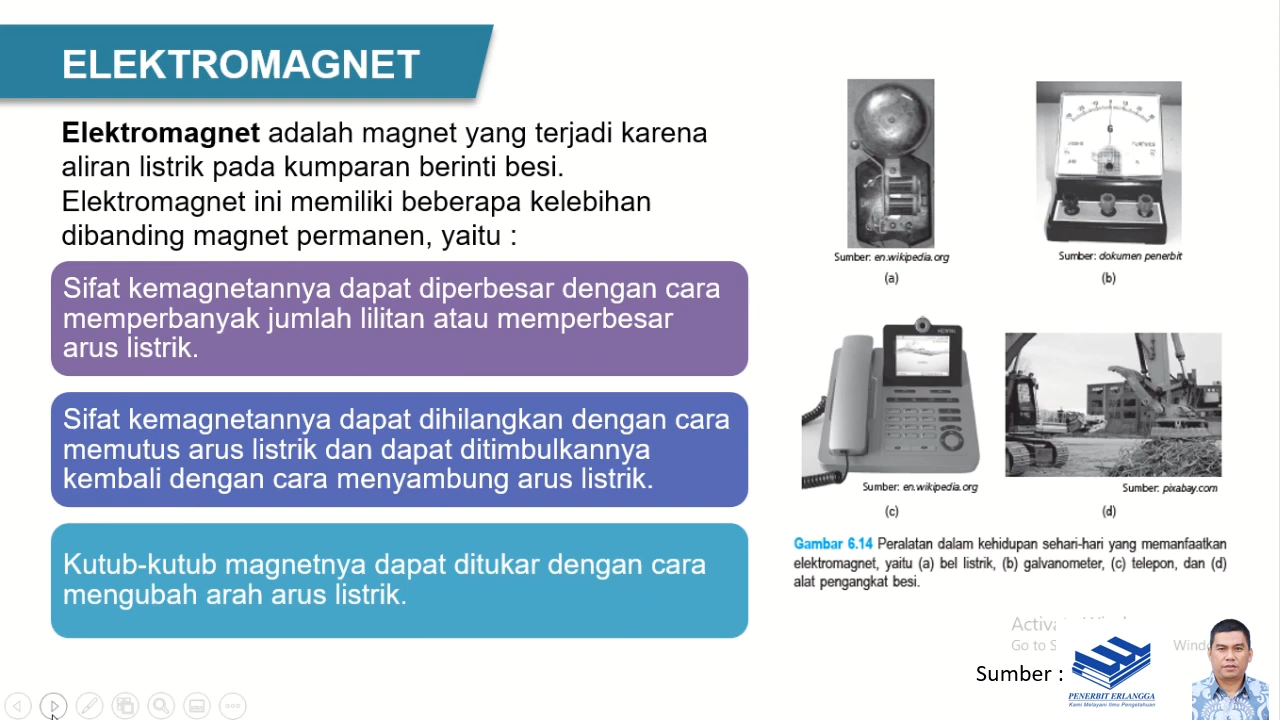 ELEKTROMAGNET
Elektromagnet adalah magnet yang terjadi karena
aliran listrik pada kumparan berinti besi.
Elektromagnet ini memiliki beberapa kelebihan
dibanding magnet permanen, yaitu :
Sifat kemagnetannya dapat diperbesar dengan cara
memperbanyak jumlah lilitan atau memperbesar
arus listrik.
Sifat kemagnetannya dapat dihilangkan dengan cara
memutus arus listrik dan dapat ditimbulkannya
kembali dengan cara menyambung arus listrik.
Kutub-kutub magnetnya dapat ditukar dengan cara
mengubah arah arus listrik.
Sumber: en.wikipedia.org
(a)
G
Sumber: dokumen penerbit
(b)
Sumber: en.wikipedia.org
(c)
Sumber: pixabay.com
(d)
Gambar 6.14 Peralatan dalam kehidupan sehari-hari yang memanfaatkan
elektromagnet, yaitu (a) bel listrik, (b) galvanometer, (c) telepon, dan (d)
alat pengangkat besi.
Go to
Sumber :
PENERBIT ERLANGGA
Kami Melayani Ilmu Pengetahuan